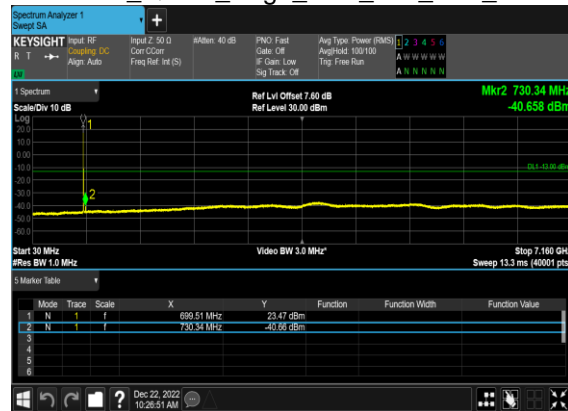 Spectrum Analyzer 1
Swept SA
+
KEYSIGHT Input: RF Input Z: 50 Ω #Atten: 40 dB PNO: Fast Avg Type: Power (RMS) 1 2 3 4 5 6
R T Coupling: DC Corr CCorr Gate: Off Avg|Hold: 100/100 A W W W W W
Align: Auto Freq Ref: Int (S) IF Gain: Low Trig: Free Run
LW Sig Track: Off A N N N N N
1 Spectrum Ref Lvl Offset 7.60 dB Mkr2 730.34 MHz
Scale/Div 10 dB Ref Level 30.00 dBm -40.658 dBm
Log
1
20.0
10.0
0.00
-10.0
DL1 -13.00 dBm
-20.0
-30.0
2
-40.0
-50.0
-60.0
Start 30 MHz Video BW 3.0 MHz* Stop 7.160 GHz
#Res BW 1.0 MHz Sweep 13.3 ms (40001 pts)
5 Marker Table
Mode Trace Scale X Y Function Function Width Function Value
1 N 1 f 699.51 MHz 23.47 dBm
2 N 1 f 730.34 MHz -40.66 dBm
3
4
5
6
? Dec 22, 2022
10:26:51 AM